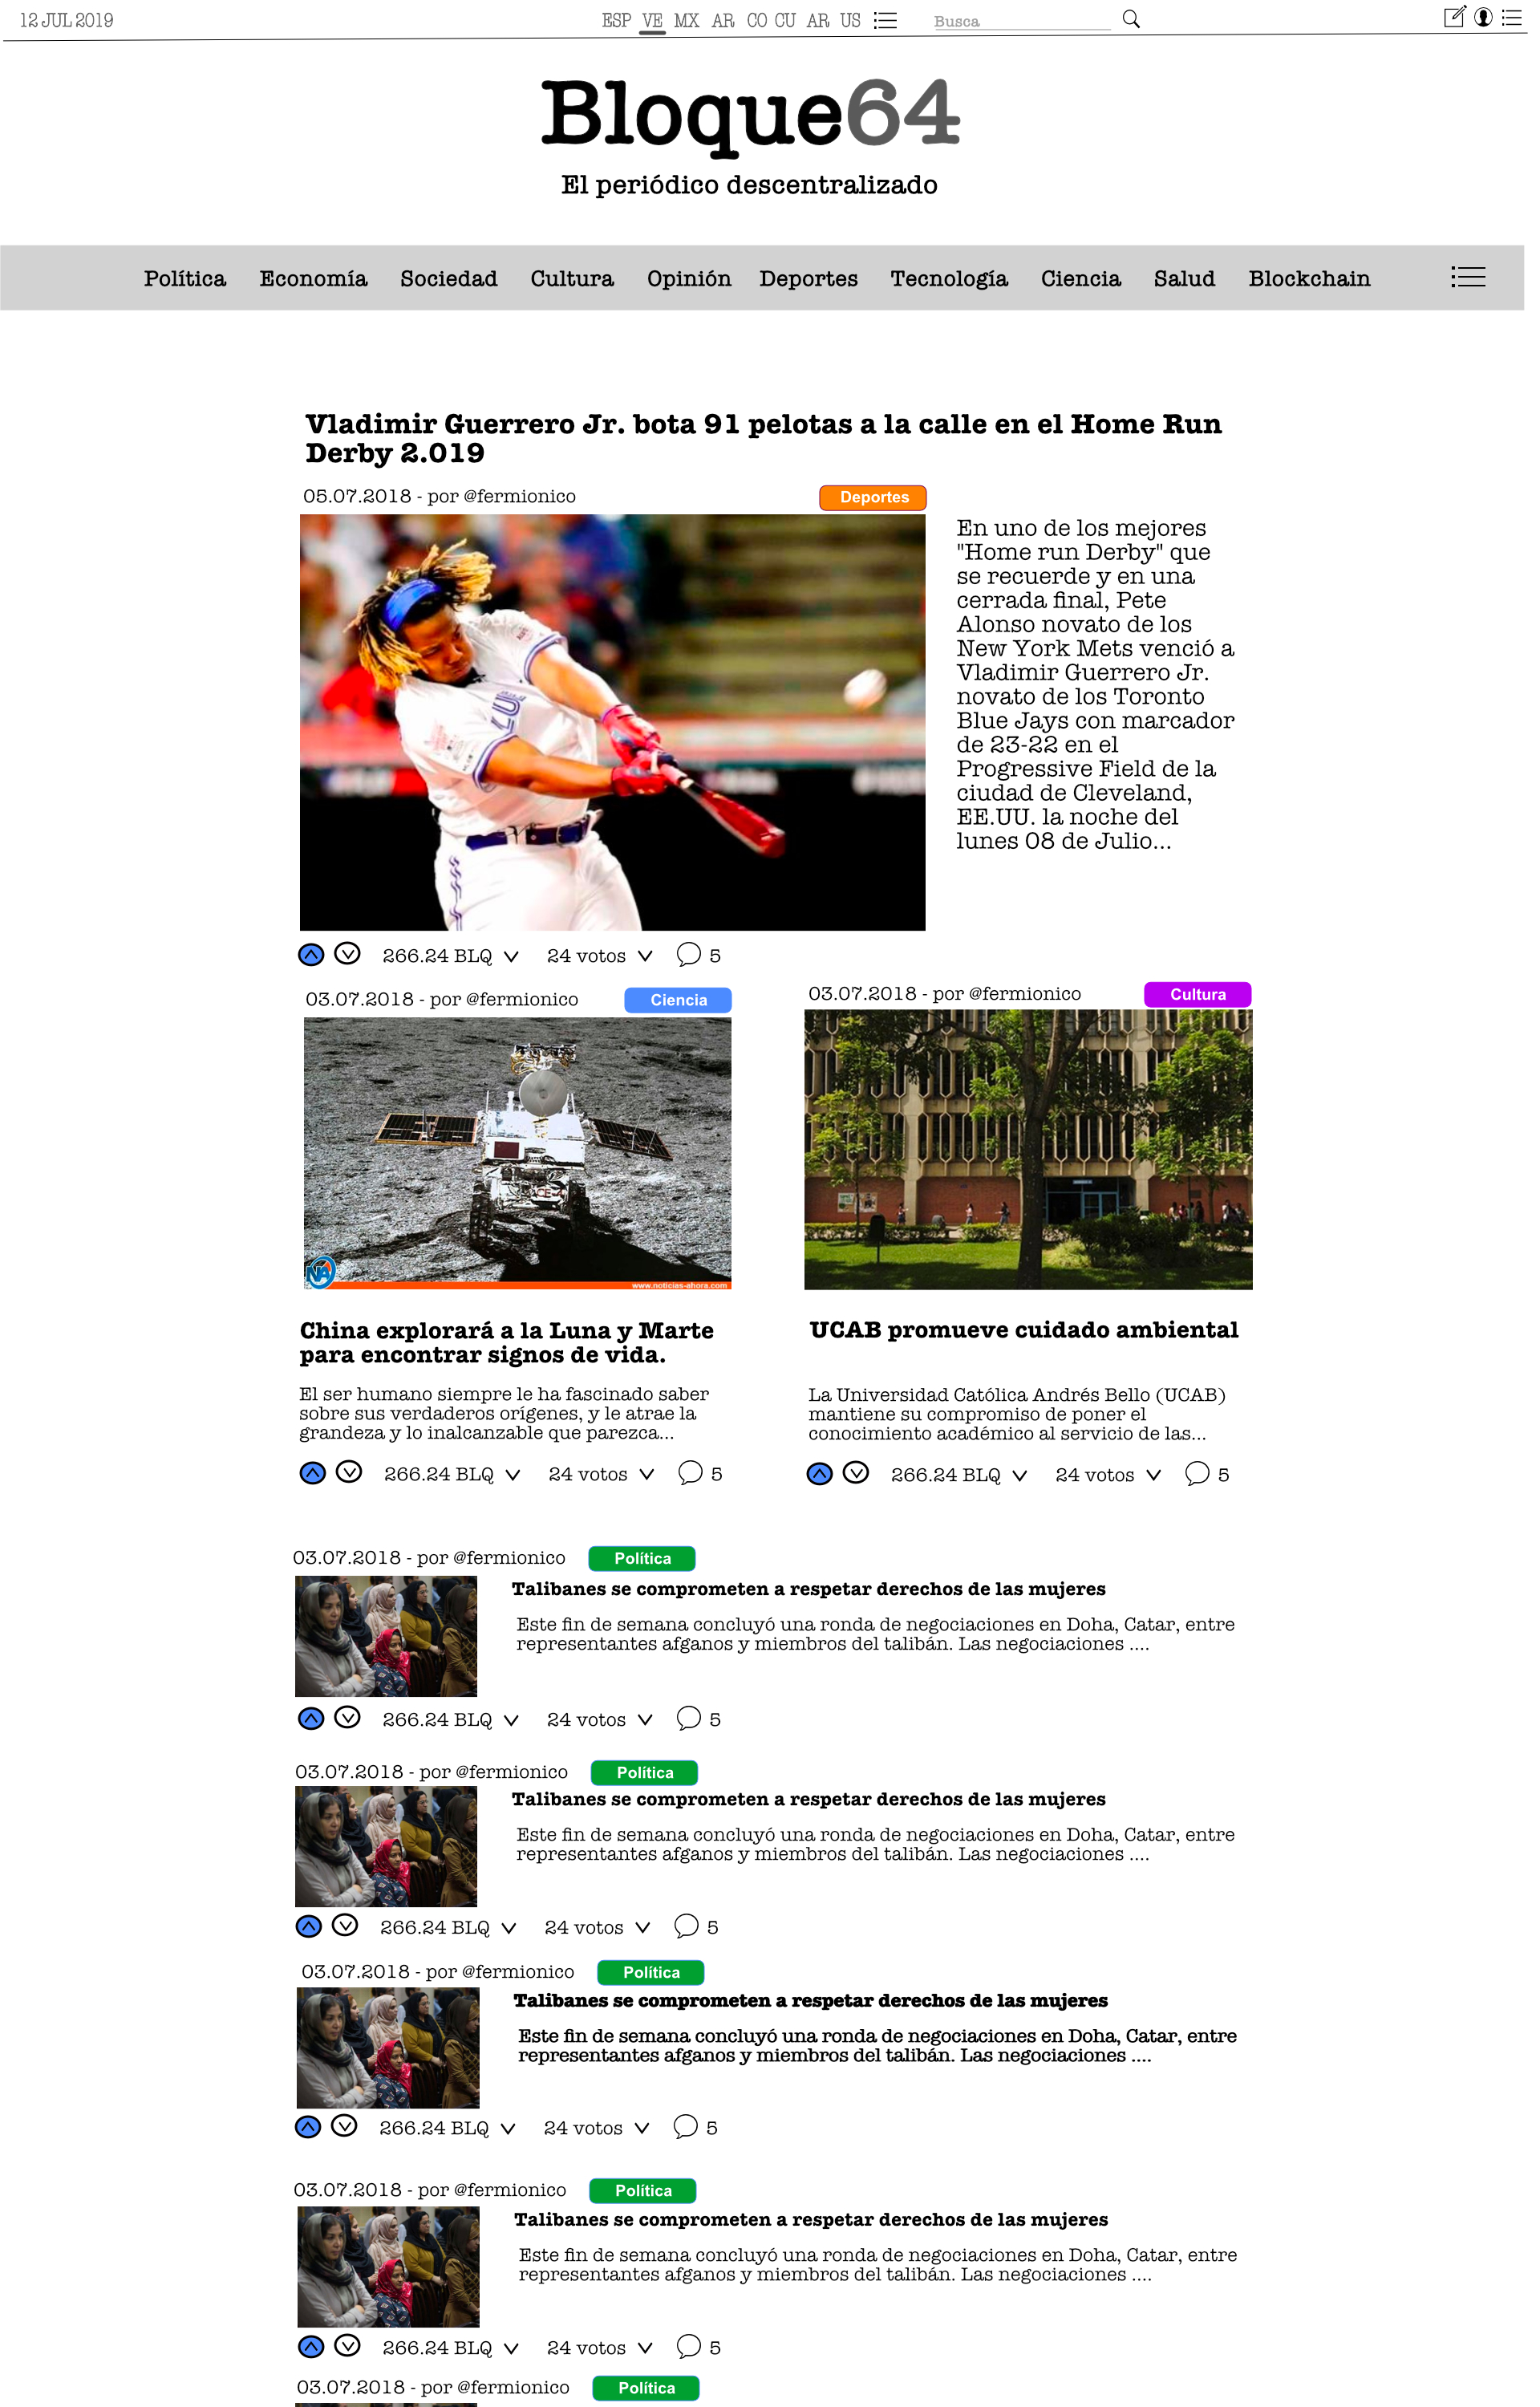 12 JUL 2019
ESP VE MX AR CO CU AR US
Busca
Bloque64
El periódico descentralizado
Política Economía Sociedad Cultura Opinión Deportes Tecnología Ciencia Salud Blockchain
Vladimir Guerrero Jr. bota 91 pelotas a la calle en el Home Run
Derby 2.019
05.07.2018 - por @fermionico
Deportes
En uno de los mejores
"Home run Derby" que
se recuerde y en una
cerrada final, Pete
Alonso novato de los
New York Mets venció a
Vladimir Guerrero Jr.
novato de los Toronto
Blue Jays con marcador
de 23-22 en el
Progressive Field de la
ciudad de Cleveland,
EE.UU. la noche del
lunes 08 de Julio...
266.24 BLQ 24 votos 5
03.07.2018 - por @fermionico
Ciencia
NA
www.noticias-ahora.com
China explorará a la Luna y Marte
para encontrar signos de vida.
El ser humano siempre le ha fascinado saber
sobre sus verdaderos orígenes, y le atrae la
grandeza y lo inalcanzable que parezca...
266.24 BLQ 24 votos 5
03.07.2018 - por @fermionico
Cultura
UCAB promueve cuidado ambiental
La Universidad Católica Andrés Bello (UCAB)
mantiene su compromiso de poner el
conocimiento académico al servicio de las...
266.24 BLQ 24 votos 5
03.07.2018 - por @fermionico
Política
Talibanes se comprometen a respetar derechos de las mujeres
Este fin de semana concluyó una ronda de negociaciones en Doha, Catar, entre
representantes afganos y miembros del talibán. Las negociaciones ....
266.24 BLQ 24 votos 5
03.07.2018 - por @fermionico
Política
Talibanes se comprometen a respetar derechos de las mujeres
Este fin de semana concluyó una ronda de negociaciones en Doha, Catar, entre
representantes afganos y miembros del talibán. Las negociaciones ....
266.24 BLQ 24 votos 5
03.07.2018 - por @fermionico
Política
Talibanes se comprometen a respetar derechos de las mujeres
Este fin de semana concluyó una ronda de negociaciones en Doha, Catar, entre
representantes afganos y miembros del talibán. Las negociaciones ....
266.24 BLQ 24 votos 5
03.07.2018 - por @fermionico
Política
Talibanes se comprometen a respetar derechos de las mujeres
Este fin de semana concluyó una ronda de negociaciones en Doha, Catar, entre
representantes afganos y miembros del talibán. Las negociaciones ....
266.24 BLQ 24 votos 5
03.07.2018 - por @fermionico
Política